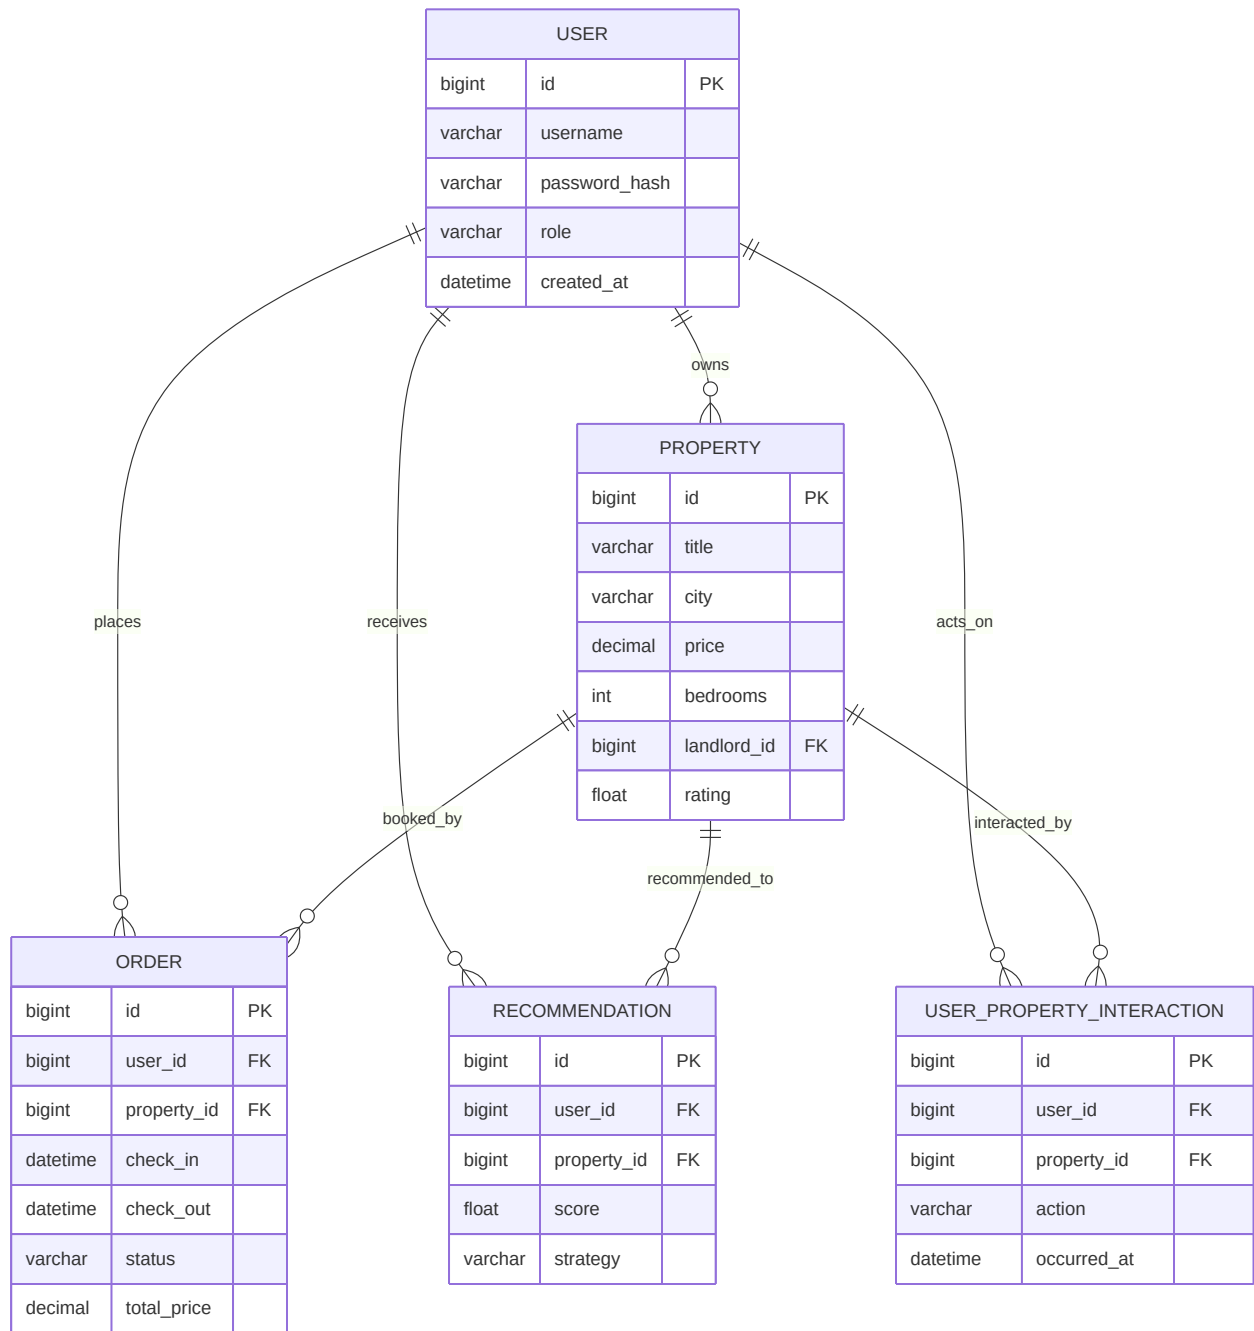 USER
bigint id PK
varchar username
varchar password_hash
varchar role
datetime created_at
owns
PROPERTY
bigint id PK
varchar title
varchar city
decimal price
int bedrooms
bigint landlord_id FK
float rating
places
receives
acts_on
booked_by
interacted_by
recommended_to
ORDER
bigint id PK
bigint user_id FK
bigint property_id FK
datetime check_in
datetime check_out
varchar status
decimal total_price
RECOMMENDATION
bigint id PK
bigint user_id FK
bigint property_id FK
float score
varchar strategy
USER_PROPERTY_INTERACTION
bigint id PK
bigint user_id FK
bigint property_id FK
varchar action
datetime occurred_at